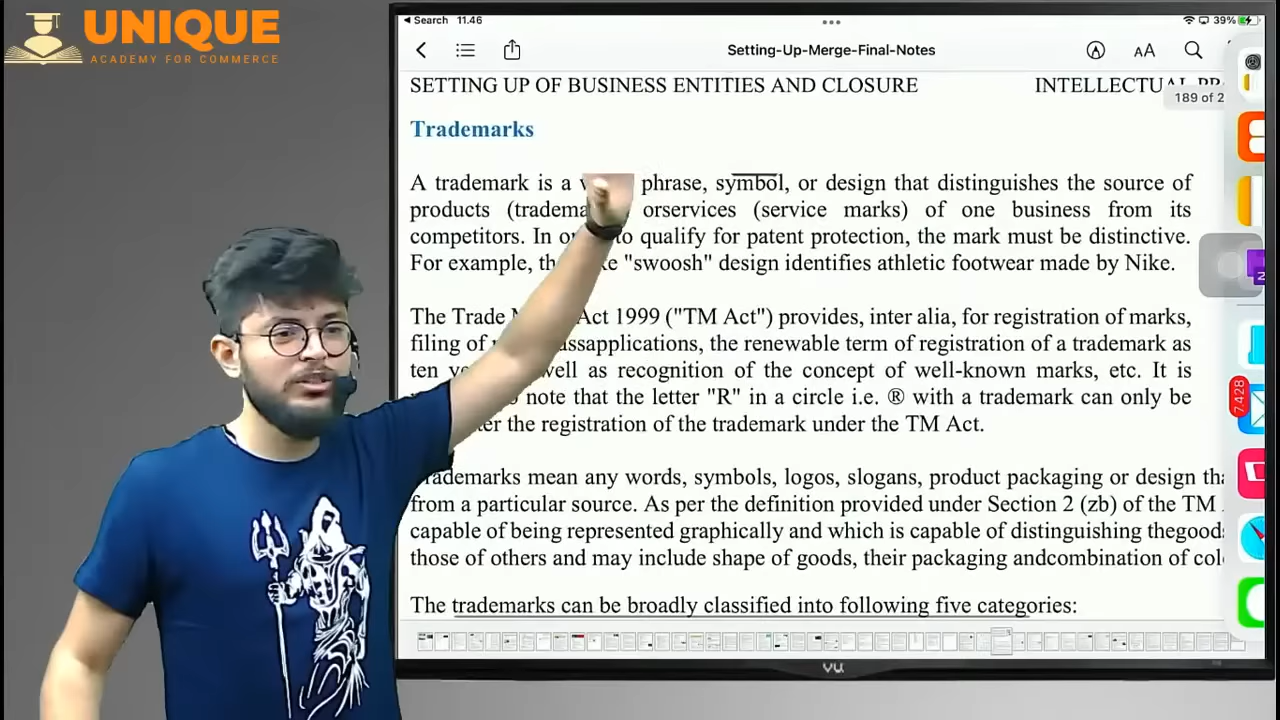 UNIQUE
ACADEMY FOR COMMERCE
Search 11.46
39%
Setting-Up-Merge-Final-Notes
AA
SETTING UP OF BUSINESS ENTITIES AND CLOSURE INTELLECTUAL
189 of 2
Trademarks
A trademark is a phrase, symbol, or design that distinguishes the source of
products orservices (service marks) of one business from its
competitors. In to qualify for patent protection, the mark must be distinctive.
For example, "swoosh" design identifies athletic footwear made by Nike.
The Trade Act 1999 ("TM Act") provides, inter alia, for registration of marks,
filing of the renewable term of registration of a trademark as
ten well as recognition of the concept of well-known marks, etc. It is
note that the letter "R" in a circle i.e. ® with a trademark can only be
the registration of the trademark under the TM Act.
7,428
rademarks mean any words, symbols, logos, slogans, product packaging or design
from a particular source. As per the definition provided under Section 2 (zb) of the TM
capable of being represented graphically and which is capable of distinguishing thegoods
those of others and may include shape of goods, their packaging andcombination of
The trademarks can be broadly classified into following five categories:
VU